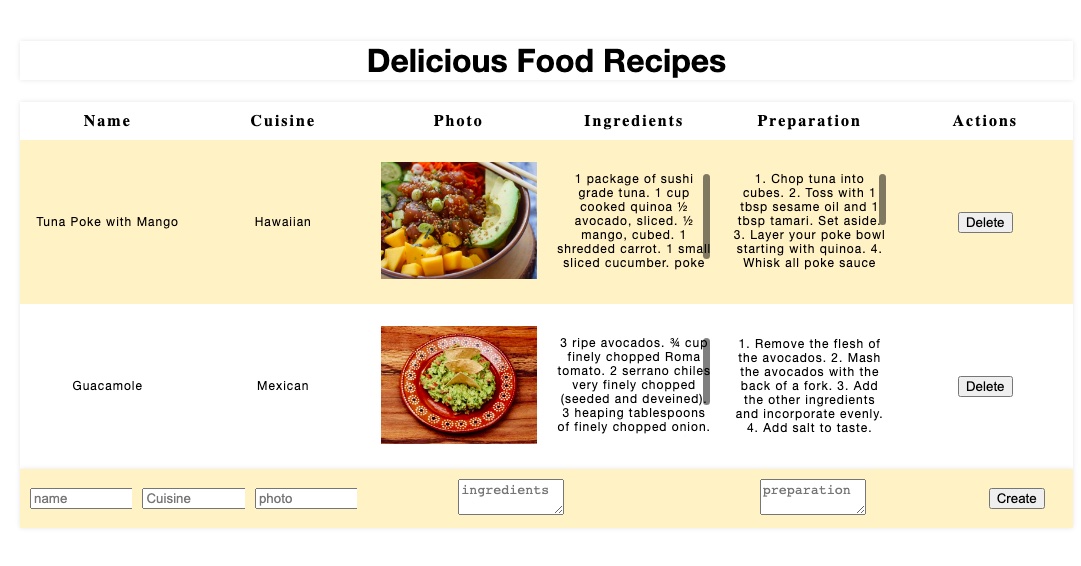 Delicious Food Recipes
Name Cuisine Photo Ingredients Preparation Actions
Tuna Poke with Mango
Hawaiian
1 package of sushi
grade tuna. 1 cup
cooked quinoa ½
avocado, sliced. ½
mango, cubed. 1
shredded carrot. 1 small
sliced cucumber. poke
1. Chop tuna into
cubes. 2. Toss with 1
tbsp sesame oil and 1
tbsp tamari. Set aside.
3. Layer your poke bowl
starting with quinoa. 4.
Whisk all poke sauce
Delete
Guacamole
Mexican
3 ripe avocados. ¾ cup
finely chopped Roma
tomato. 2 serrano chiles
very finely chopped
(seeded and deveined).
3 heaping tablespoons
of finely chopped onion.
1. Remove the flesh of
the avocados. 2. Mash
the avocados with the
back of a fork. 3. Add
the other ingredients
and incorporate evenly.
4. Add salt to taste.
Delete
name Cuisine photo ingredients preparation Create